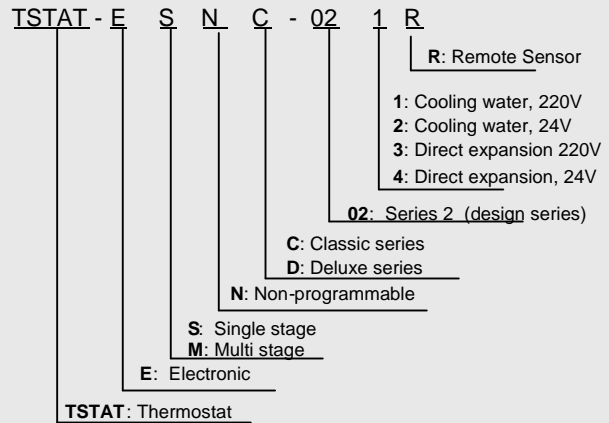 TSTAT - E S N C - 02 1 R
R: Remote Sensor
1: Cooling water, 220V
2: Cooling water, 24V
3: Direct expansion 220V
4: Direct expansion, 24V
02: Series 2 (design series)
C: Classic series
D: Deluxe series
N: Non-programmable
S: Single stage
M: Multi stage
E: Electronic
TSTAT: Thermostat